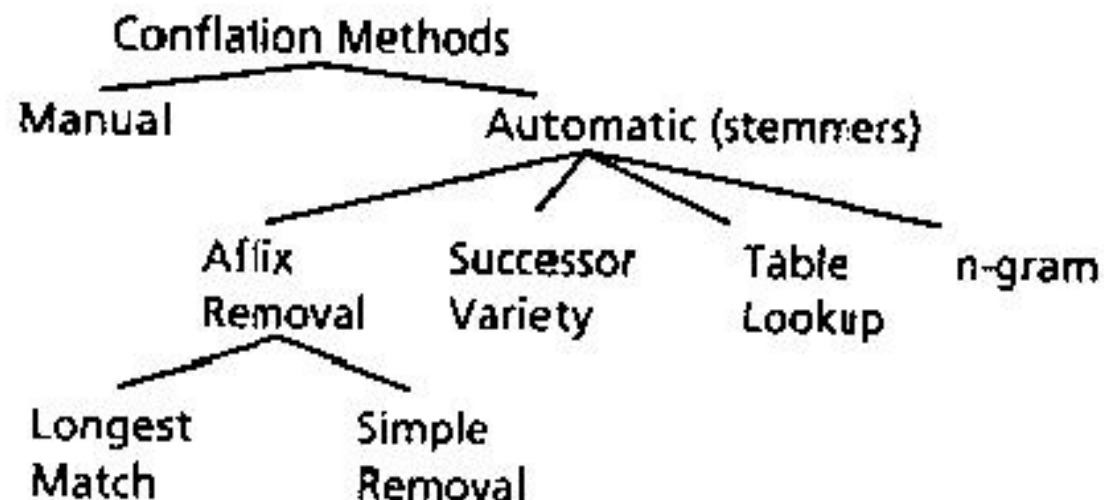 Conflation Methods
Manual
Automatic (stemmers)
Affix
Removal
Successor
Variety
Table
Lookup
n-gram
Longest
Match
Simple
Removal